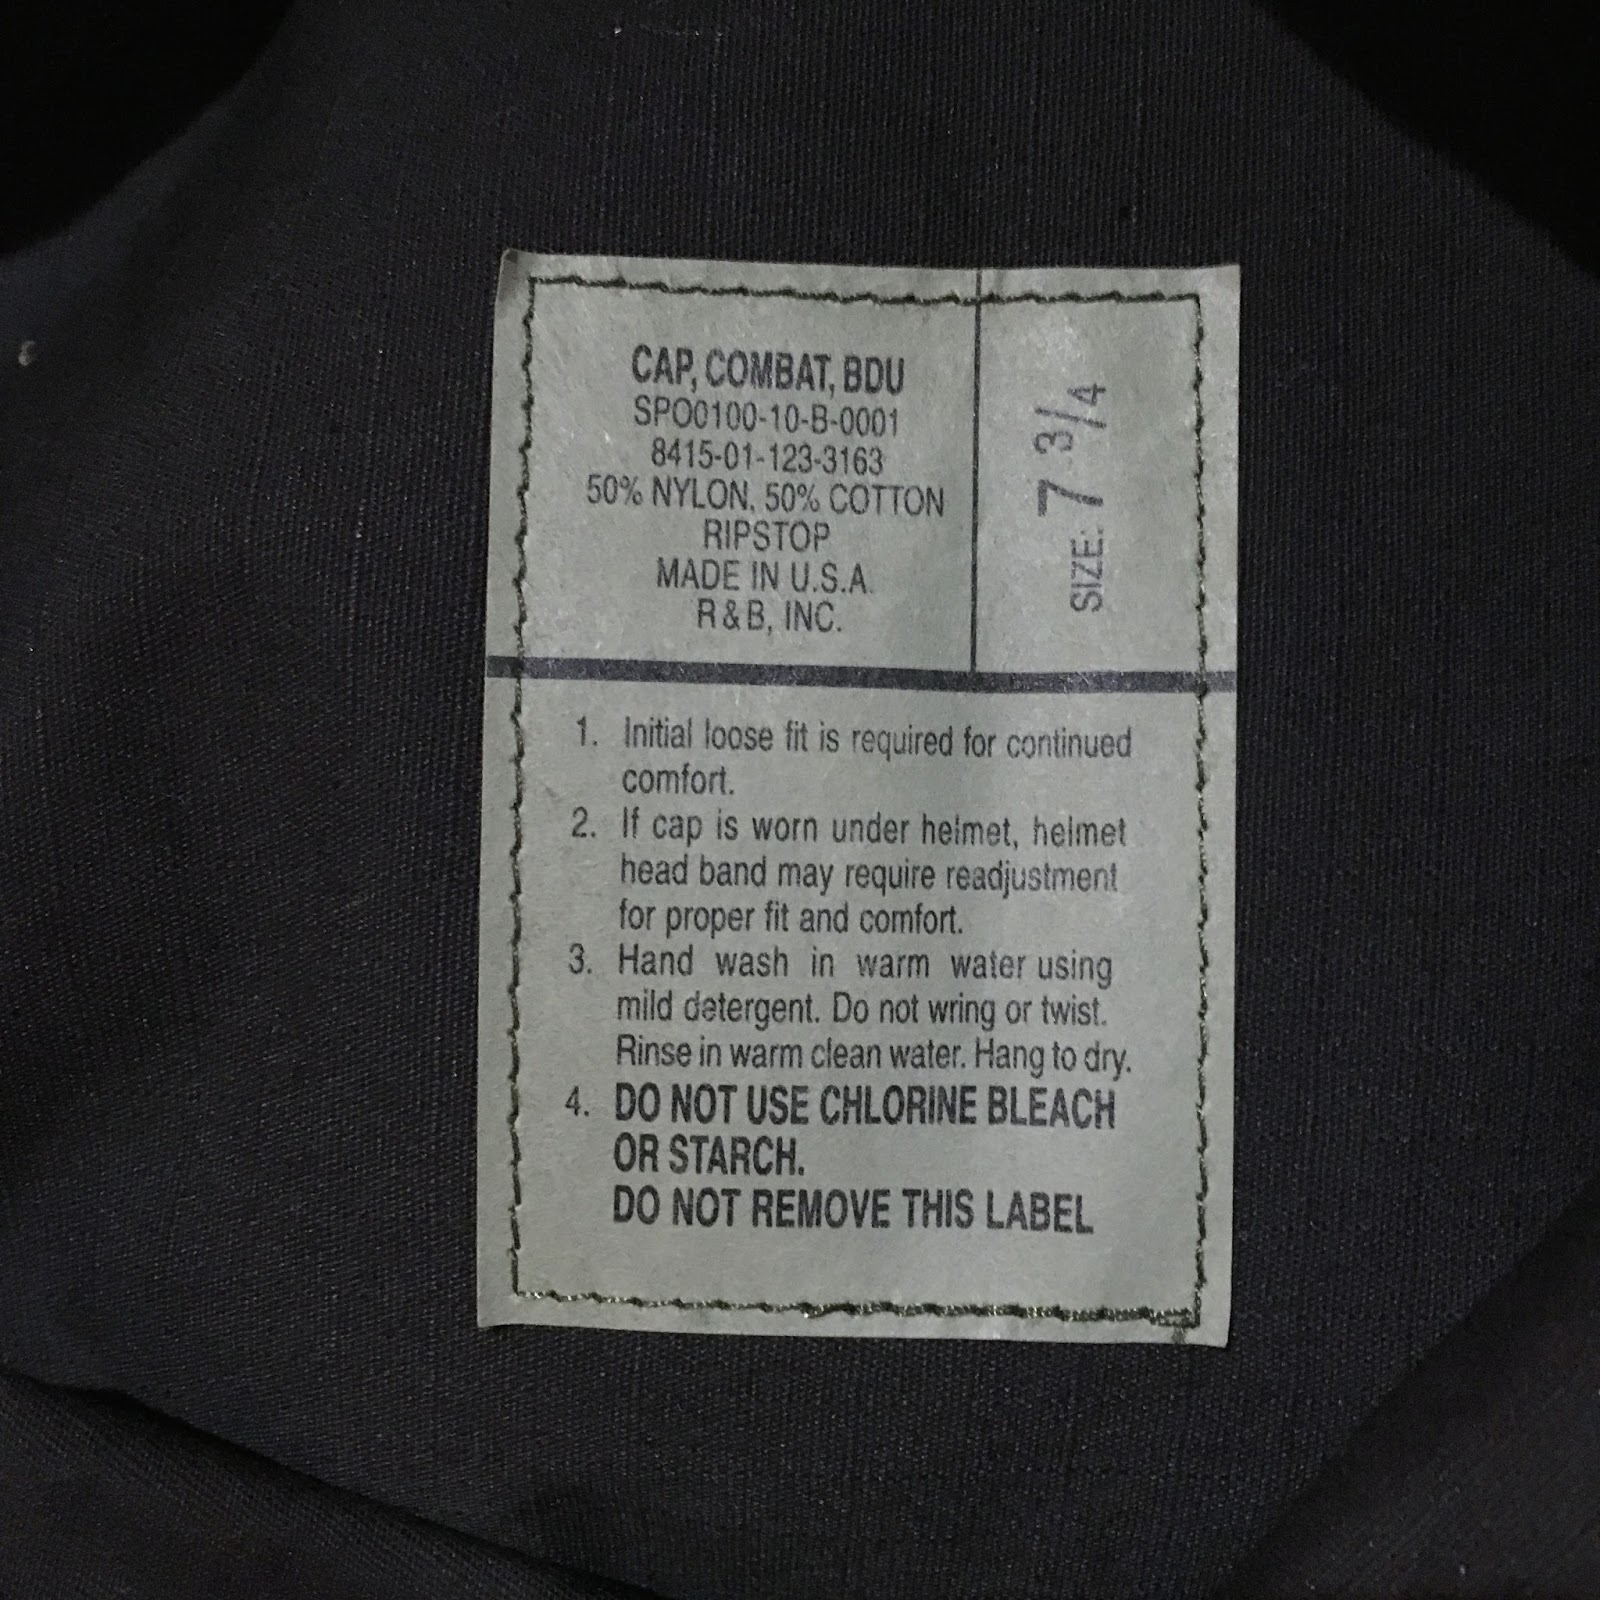 CAP, COMBAT, BDU
SPO0100-10-B-0001
8415-01-123-3163
50% NYLON, 50% COTTON
RIPSTOP
MADE IN U.S.A.
R & B, INC.
SIZE: 7 3/4
1. Initial loose fit is required for continued
comfort.
2. If cap is worn under helmet, helmet
head band may require readjustment
for proper fit and comfort.
3. Hand wash in warm water using
mild detergent. Do not wring or twist.
Rinse in warm clean water. Hang to dry.
4. DO NOT USE CHLORINE BLEACH
OR STARCH.
DO NOT REMOVE THIS LABEL